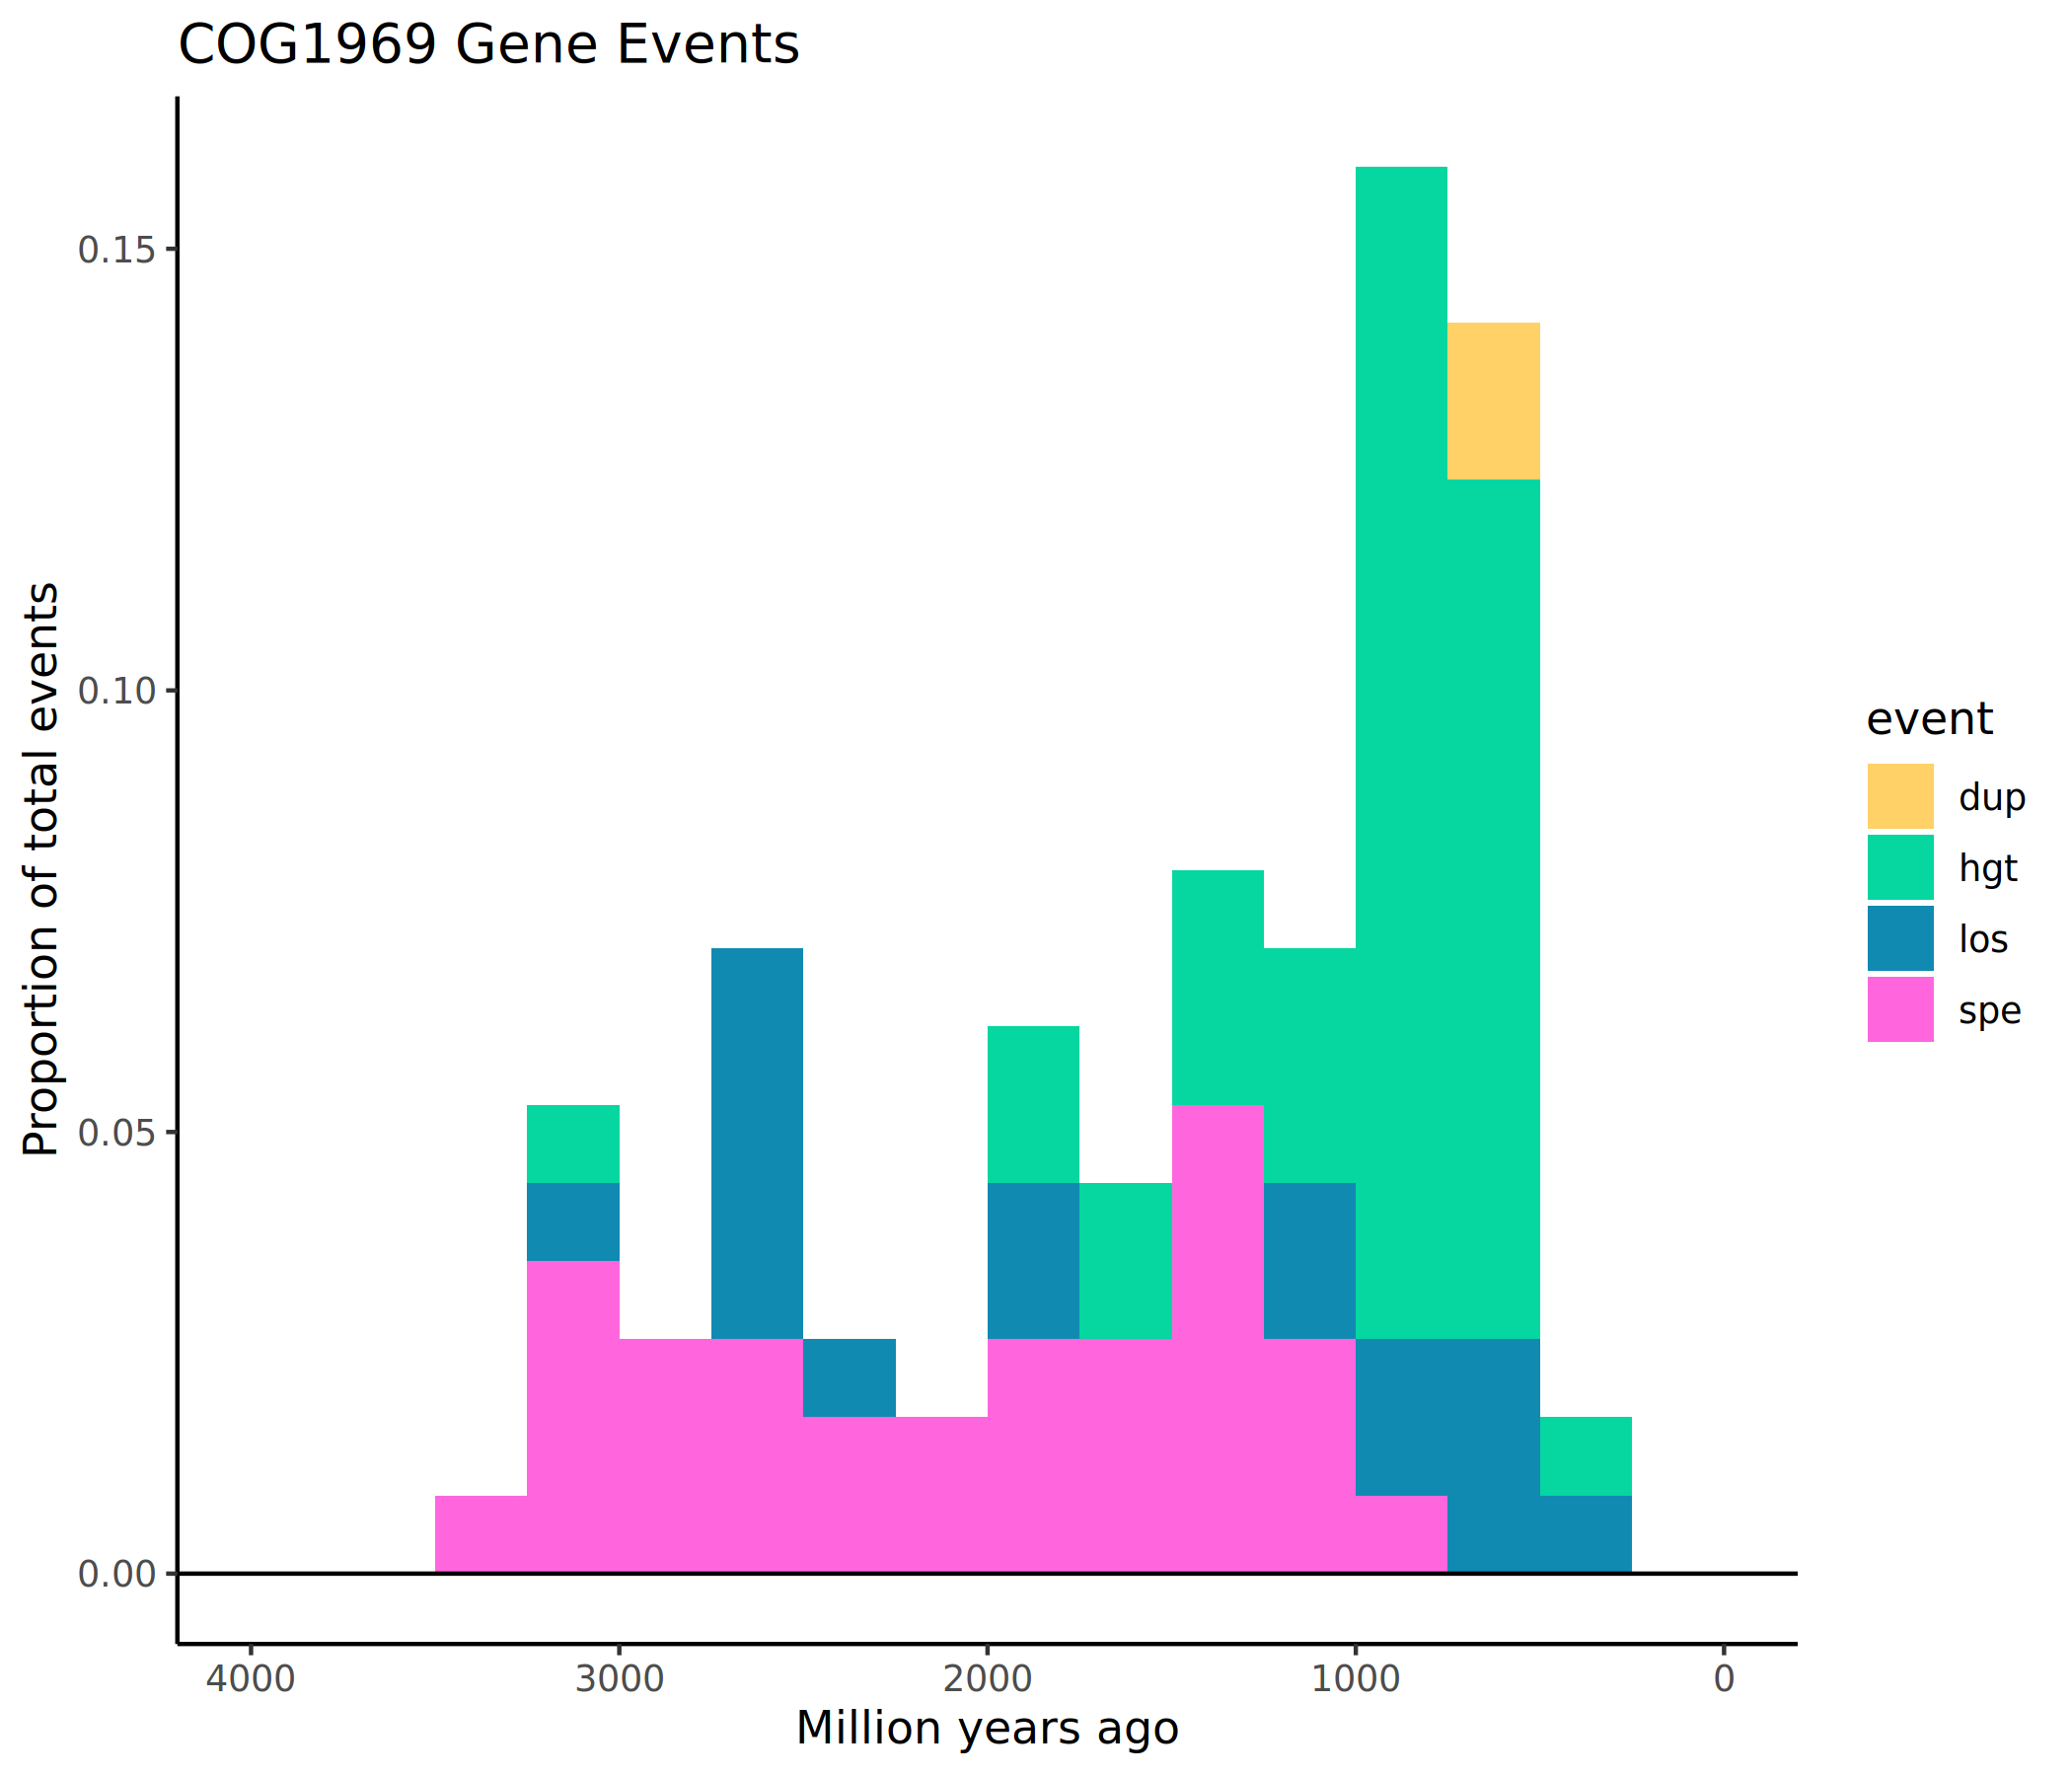 COG1969 Gene Events
Proportion of total events
0.15
0.10
0.05
0.00
4000 3000 2000 1000 0
Million years ago
event
dup
hgt
los
spe